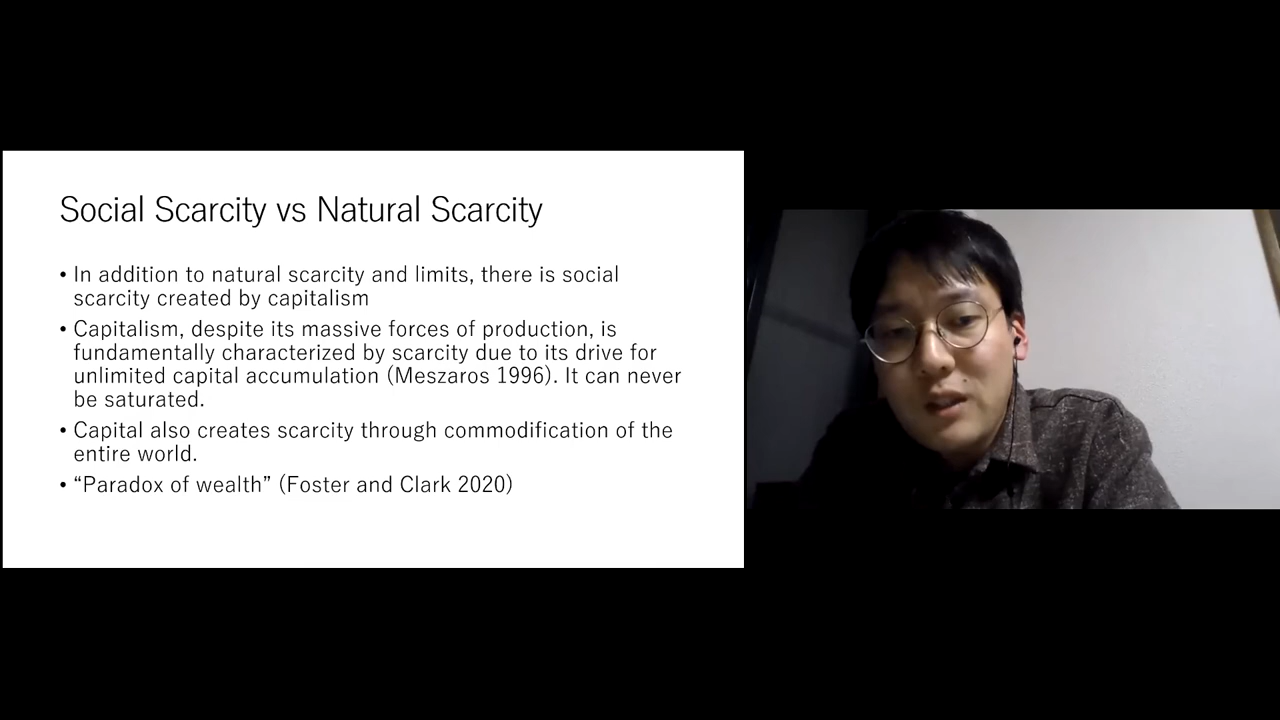 Social Scarcity vs Natural Scarcity
• In addition to natural scarcity and limits, there is social
scarcity created by capitalism
• Capitalism, despite its massive forces of production, is
fundamentally characterized by scarcity due to its drive for
unlimited capital accumulation (Meszaros 1996). It can never
be saturated.
• Capital also creates scarcity through commodification of the
entire world.
• “Paradox of wealth” (Foster and Clark 2020)